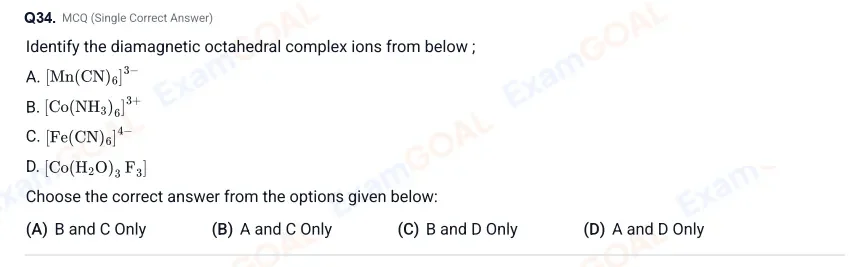 Q34. MCQ (Single Correct Answer)
Identify the diamagnetic octahedral complex ions from below ;
A. [Mn(CN)₆]³⁻
B. [Co(NH₃)₆]³⁺
C. [Fe(CN)₆]⁴⁻
D. [Co(H₂O)₃ F₃]
Choose the correct answer from the options given below:
(A) B and C Only (B) A and C Only (C) B and D Only (D) A and D Only